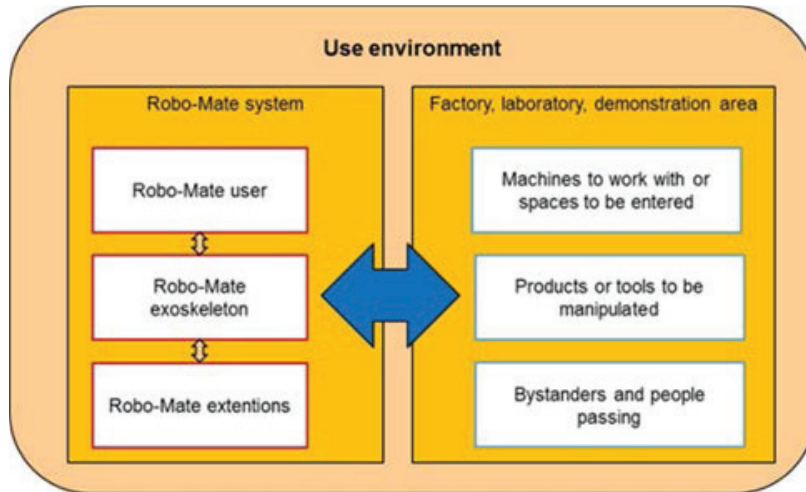 Use environment
Robo-Mate system
Robo-Mate user
Robo-Mate
exoskeleton
Robo-Mate extentions
Factory, laboratory, demonstration area
Machines to work with or
spaces to be entered
Products or tools to be
manipulated
Bystanders and people
passing